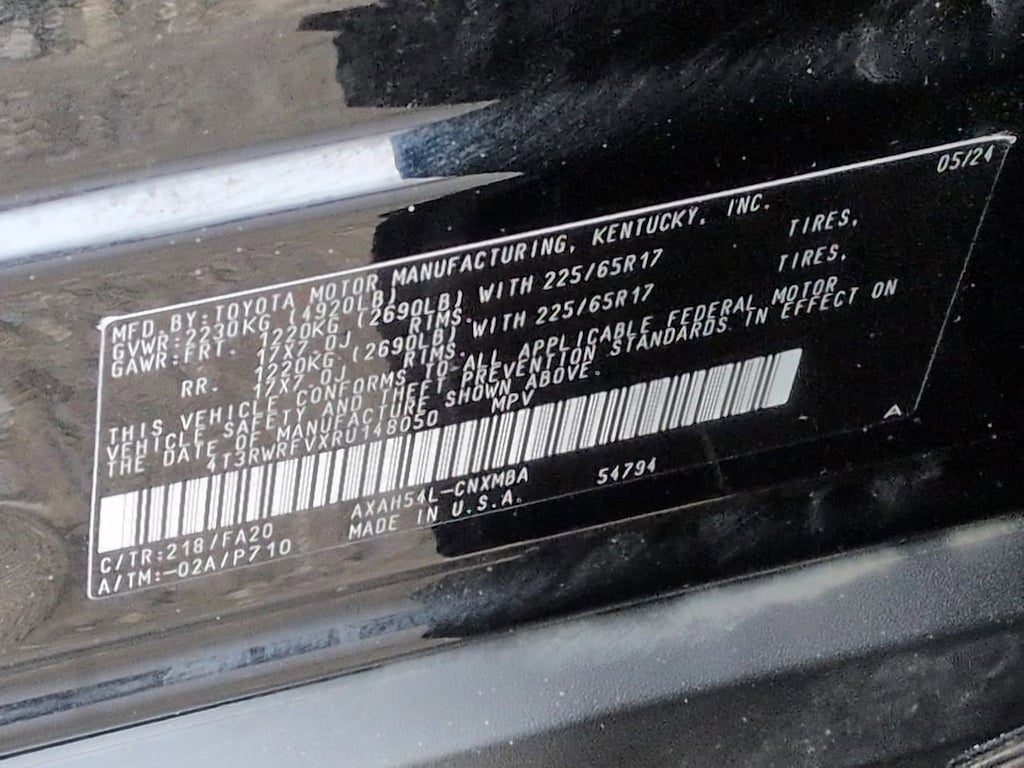 05/24
MFD.BY:TOYOTA MOTOR MANUFACTURING, KENTUCKY, INC.
GVWR:2230KG (4920LB)
GAWR:FRT. 1220KG (2690LB) WITH 225/65R17 TIRES,
17X7.0J RIMS.
RR. 1220KG (2690LB) WITH 225/65R17 TIRES,
17X7.0J RIMS.
THIS VEHICLE CONFORMS TO ALL APPLICABLE FEDERAL MOTOR
VEHICLE SAFETY AND THEFT PREVENTION STANDARDS IN EFFECT ON
THE DATE OF MANUFACTURE SHOWN ABOVE.
4T3RWRFVXRU148050 MPV
A
C/TR:218/FA20 AXAH54L-CNXMBA 54794
A/TM:-02A/P710 MADE IN U.S.A.